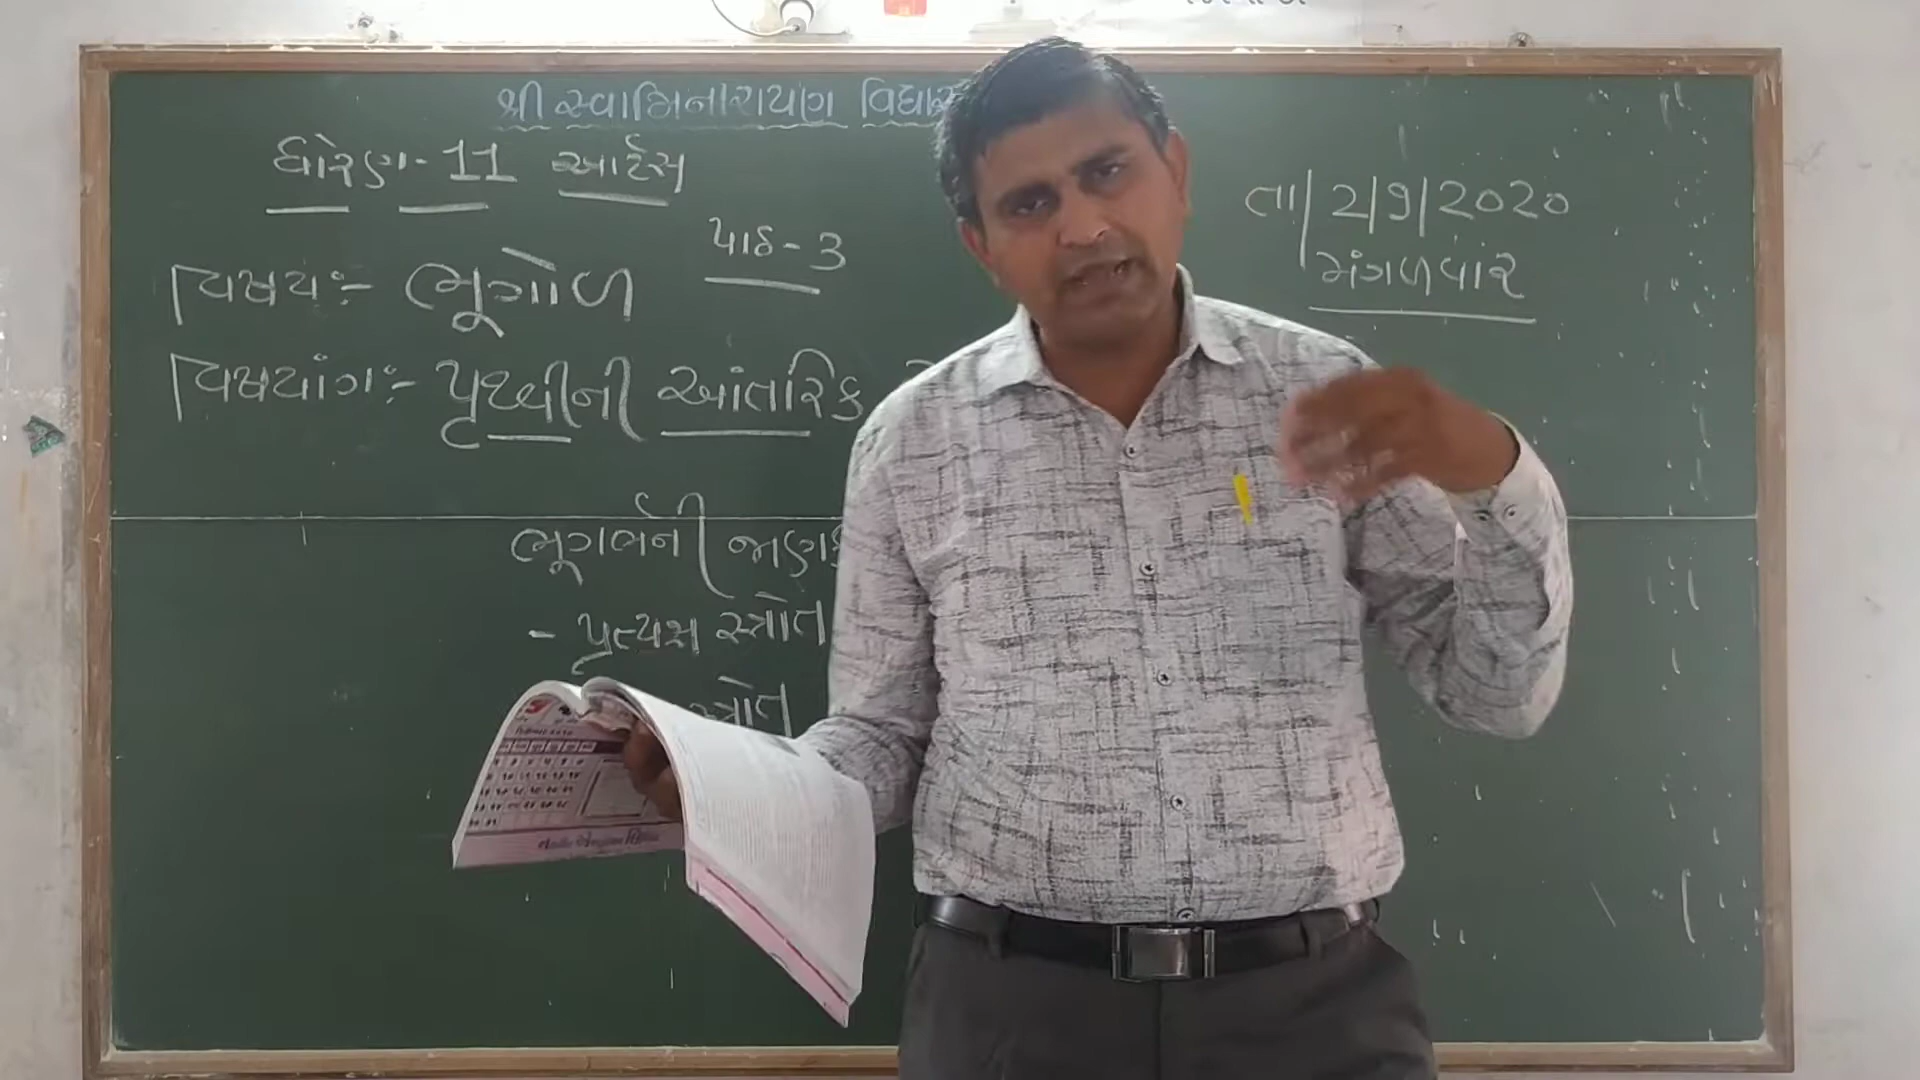 શ્રી સ્વામિનારાયણ
ધોરણ-11 આર્ટસ
તા/2/9/2020
પાઠ-3
મંગળવાર
વિષય:- ભૂગોળ
વિષયાંગ:- પૃથ્વીની આંતરિક
ભૂગર્ભની
- પ્રત્યક્ષ સ્ત્રોત
સ્ત્રોત